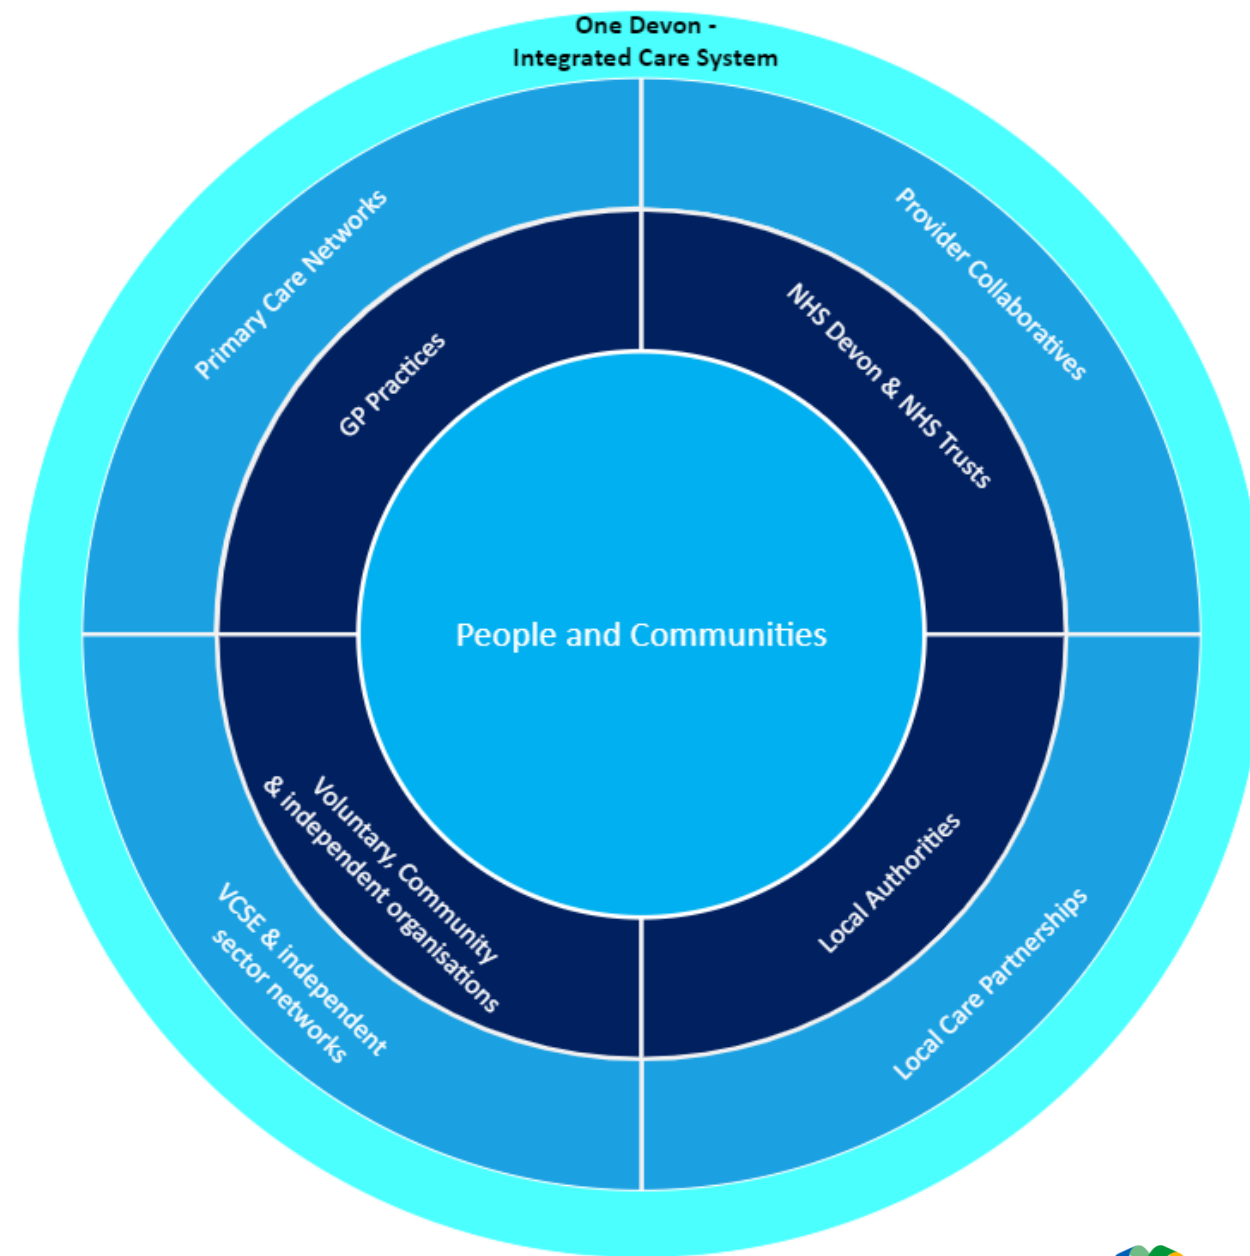 One Devon -
Integrated Care System
Primary Care Networks
Provider Collaboratives
GP Practices
NHS Devon & NHS Trusts
People and Communities
Voluntary, Community
& independent organisations
Local Authorities
VCSE & independent
sector networks
Local Care Partnerships